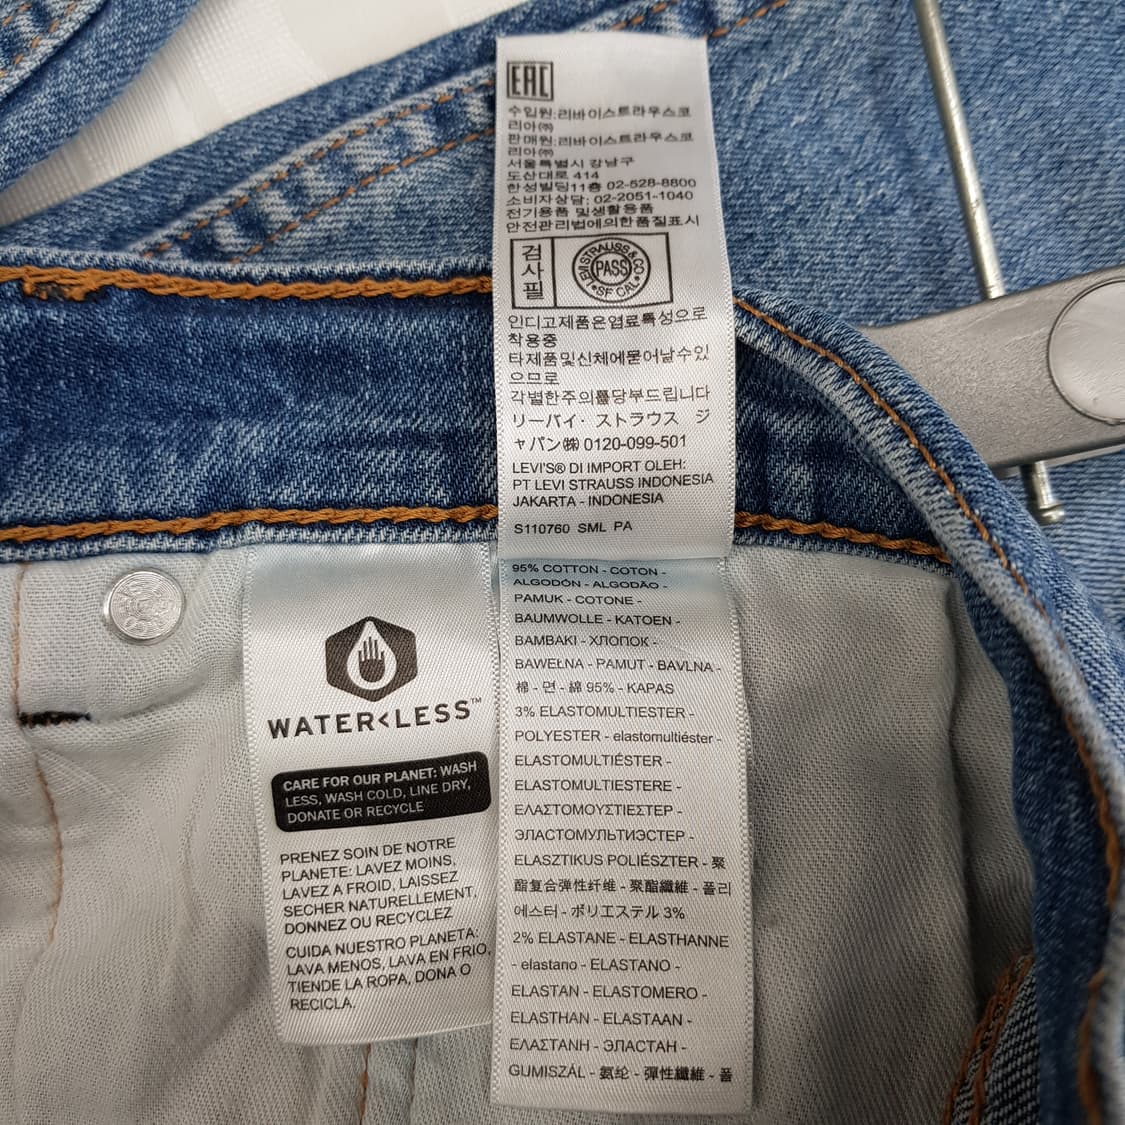 EAC
수입원:리바이스트라우스코
리아㈜
판매원:리바이스트라우스코
리아㈜
서울특별시 강남구
도산대로 414
한성빌딩11층 02-528-8800
소비자상담: 02-2051-1040
전기용품 및생활용품
안전관리법에의한품질표시
검사필
LEVI STRAUSS & CO
PASS
SF CAL
인디고제품은염료특성으로
착용중
타제품및신체에묻어날수있
으므로
각별한주의를당부드립니다
リーバイ・ストラウス ジ
ャパン㈱ 0120-099-501
LEVI'S® DI IMPORT OLEH:
PT LEVI STRAUSS INDONESIA
JAKARTA - INDONESIA
S110760 SML PA
95% COTTON - COTON -
ALGODÓN - ALGODÃO -
PAMUK - COTONE -
BAUMWOLLE - KATOEN -
ΒΑΜΒΑΚΙ - ХЛОПОК -
BAWEŁNA - PAMUT - BAVLNA -
棉 - 면 - 綿 95% - KAPAS
3% ELASTOMULTIESTER -
POLYESTER - elastomultiéster -
ELASTOMULTIÉSTER -
ELASTOMULTIESTERE -
ΕΛΑΣΤΟΜΟΥΣΤΙΕΣΤΕΡ -
ЭЛАСТОМУЛЬТИЭСТЕР -
ELASZTIKUS POLIÉSZTER - 聚
酯复合弹性纤维 - 聚酯纖維 - 폴리
에스터 - ポリエステル 3%
2% ELASTANE - ELASTHANNE
- elastano - ELASTANO -
ELASTAN - ELASTOMERO -
ELASTHAN - ELASTAAN -
ΕΛΑΣΤΑΝΗ - ЭЛАСТАН -
GUMISZÁL - 氨纶 - 彈性纖維 - 폴
WATER<LESS™
CARE FOR OUR PLANET: WASH
LESS, WASH COLD, LINE DRY,
DONATE OR RECYCLE
PRENEZ SOIN DE NOTRE
PLANETE: LAVEZ MOINS,
LAVEZ A FROID, LAISSEZ
SECHER NATURELLEMENT,
DONNEZ OU RECYCLEZ
CUIDA NUESTRO PLANETA:
LAVA MENOS, LAVA EN FRIO,
TIENDE LA ROPA, DONA O
RECICLA.